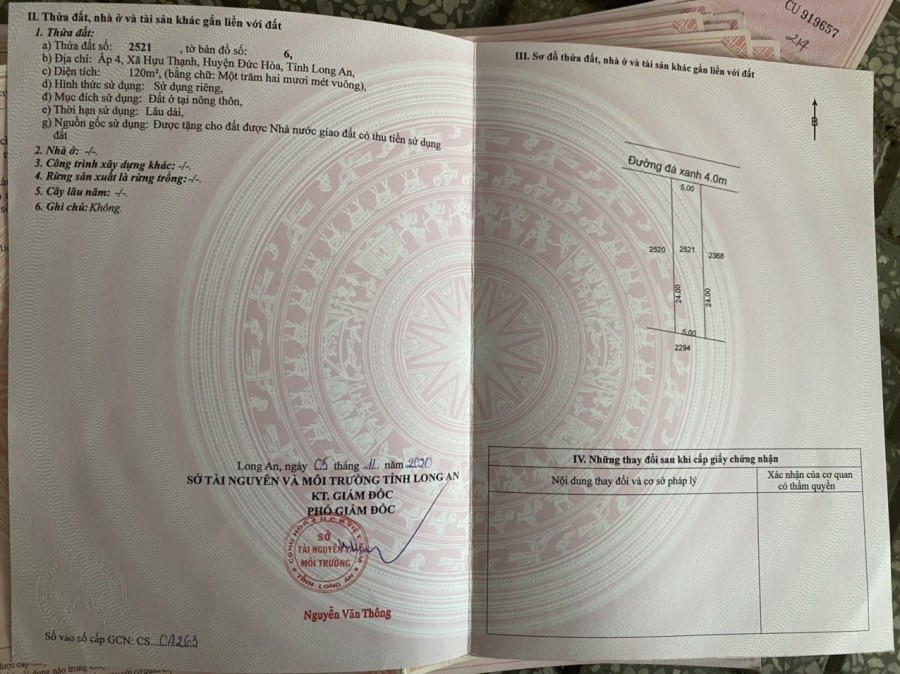 II. Thửa đất, nhà ở và tài sản khác gắn liền với đất
1. Thửa đất:
a) Thửa đất số: 2521 , tờ bản đồ số: 6,
b) Địa chỉ: Ấp 4, Xã Hựu Thạnh, Huyện Đức Hòa, Tỉnh Long An,
c) Diện tích: 120m², (bằng chữ: Một trăm hai mươi mét vuông),
d) Hình thức sử dụng: Sử dụng riêng,
đ) Mục đích sử dụng: Đất ở tại nông thôn,
e) Thời hạn sử dụng: Lâu dài,
g) Nguồn gốc sử dụng: Được tặng cho đất được Nhà nước giao đất có thu tiền sử dụng
đất
2. Nhà ở: -/-.
3. Công trình xây dựng khác: -/-.
4. Rừng sản xuất là rừng trồng: -/-.
5. Cây lâu năm: -/-.
6. Ghi chú: Không.
Long An, ngày 05 tháng 11 năm 2020
SỞ TÀI NGUYÊN VÀ MÔI TRƯỜNG TỈNH LONG AN
KT. GIÁM ĐỐC
PHÓ GIÁM ĐỐC
SỞ
TÀI NGUYÊN
MÔI TRƯỜNG
TỈNH LONG AN
Nguyễn Văn Thông
Số vào sổ cấp GCN: CS...
CU 919657
214
III. Sơ đồ thửa đất, nhà ở và tài sản khác gắn liền với đất
B
Đường đá xanh 4.0m
5.00
2520 2521 2368
24.00 24.00
5.00
2294
IV. Những thay đổi sau khi cấp giấy chứng nhận
Nội dung thay đổi và cơ sở pháp lý
Xác nhận của cơ quan
có thẩm quyền